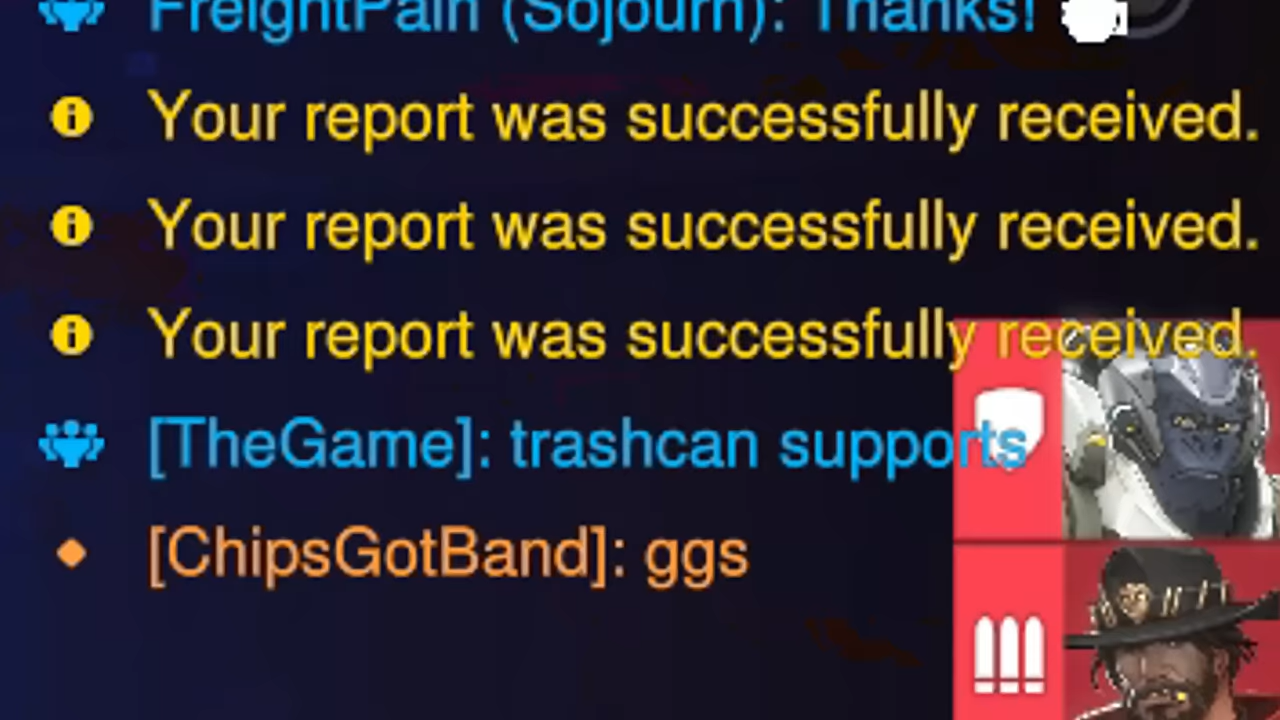 FreightPain (Sojourn): Thanks!
Your report was successfully received.
Your report was successfully received.
Your report was successfully received.
[TheGame]: trashcan supports
[ChipsGotBand]: ggs